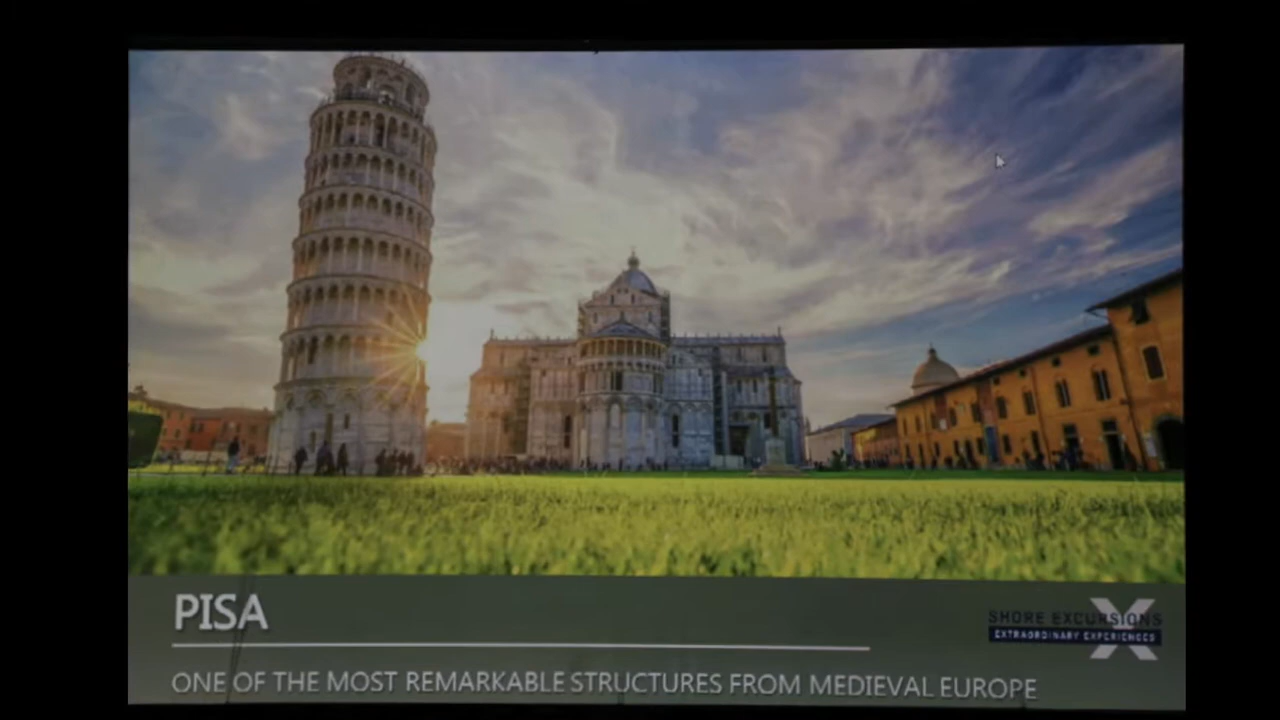 PISA
SHORE EXCURSIONS
X
EXTRAORDINARY EXPERIENCES
ONE OF THE MOST REMARKABLE STRUCTURES FROM MEDIEVAL EUROPE